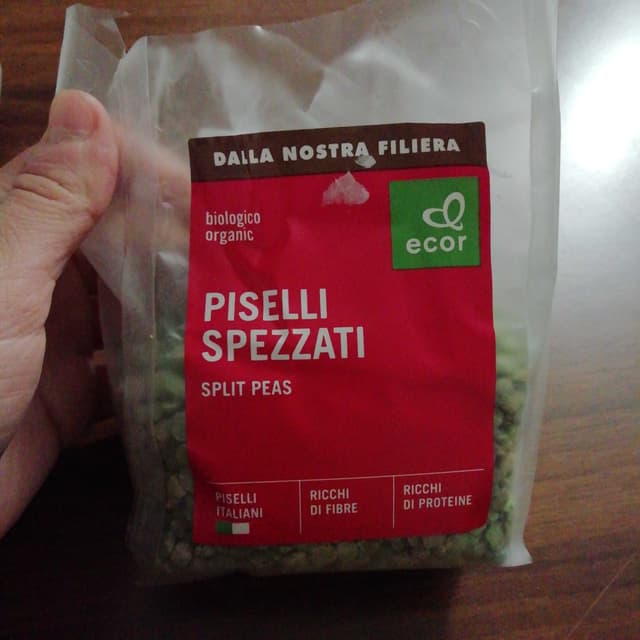 DALLA NOSTRA FILIERA
biologico
organic
ecor
PISELLI
SPEZZATI
SPLIT PEAS
PISELLI
ITALIANI
RICCHI
DI FIBRE
RICCHI
DI PROTEINE